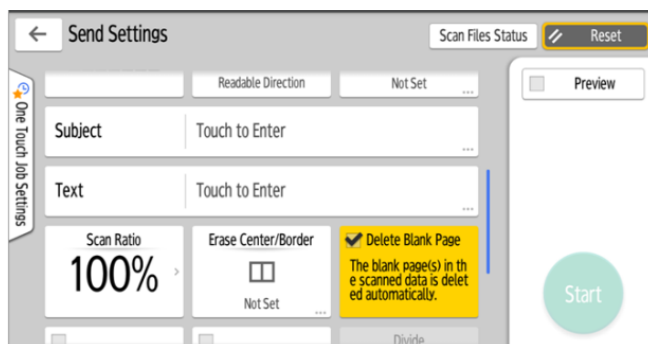 Send Settings
Scan Files Status
Reset
Readable Direction
Not Set
Preview
One Touch Job Settings
Subject
Touch to Enter
Text
Touch to Enter
Scan Ratio
100%
Erase Center/Border
Not Set
Delete Blank Page
The blank page(s) in th
e scanned data is delet
ed automatically.
Start
Divide